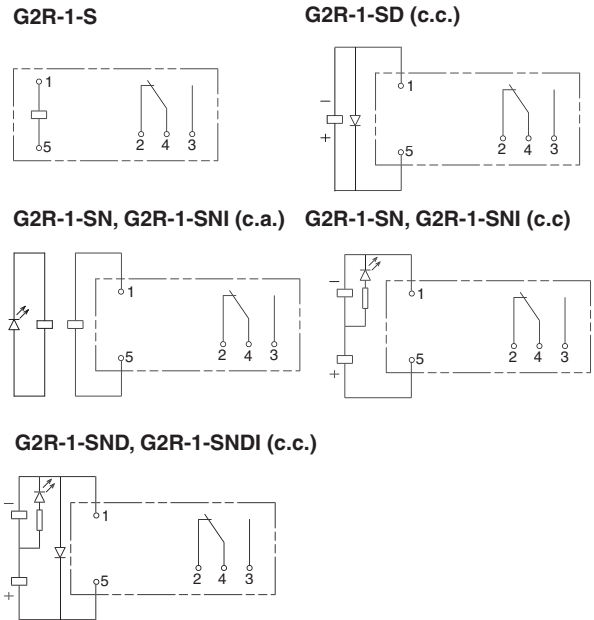 G2R-1-S
1
5
2 4 3
G2R-1-SD (c.c.)
–
+
1
5
2 4 3
G2R-1-SN, G2R-1-SNI (c.a.)
1
5
2 4 3
G2R-1-SN, G2R-1-SNI (c.c)
–
+
1
5
2 4 3
G2R-1-SND, G2R-1-SNDI (c.c.)
–
+
1
5
2 4 3